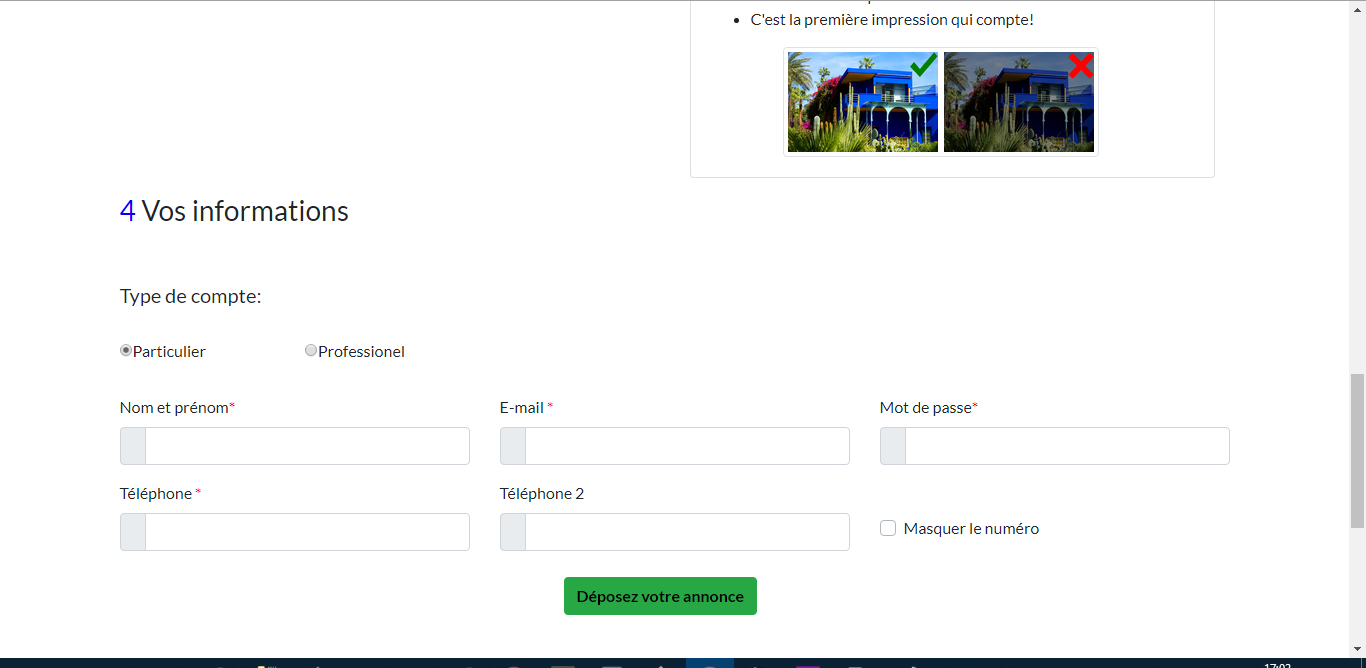 C'est la première impression qui compte!
4 Vos informations
Type de compte:
Particulier Professionel
Nom et prénom* E-mail * Mot de passe*
Téléphone * Téléphone 2
Masquer le numéro
Déposez votre annonce